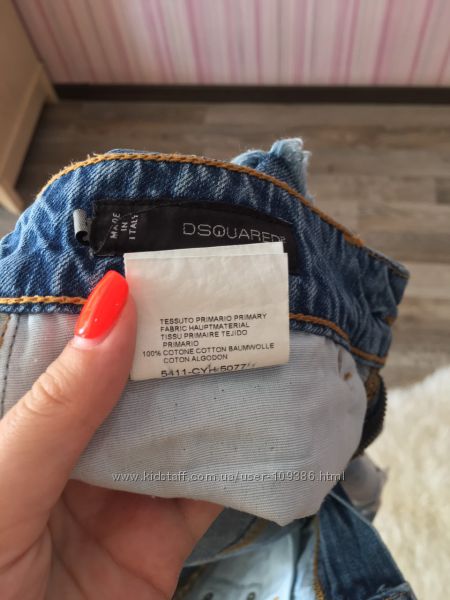 MADE
IN
ITALY
DSQUARED2
TESSUTO PRIMARIO PRIMARY
FABRIC HAUPTMATERIAL
TISSU PRIMAIRE TEJIDO
PRIMARIO
100% COTONE COTTON BAUMWOLLE
COTON ALGODON
www.kidstaff.com.ua/user-109386.html